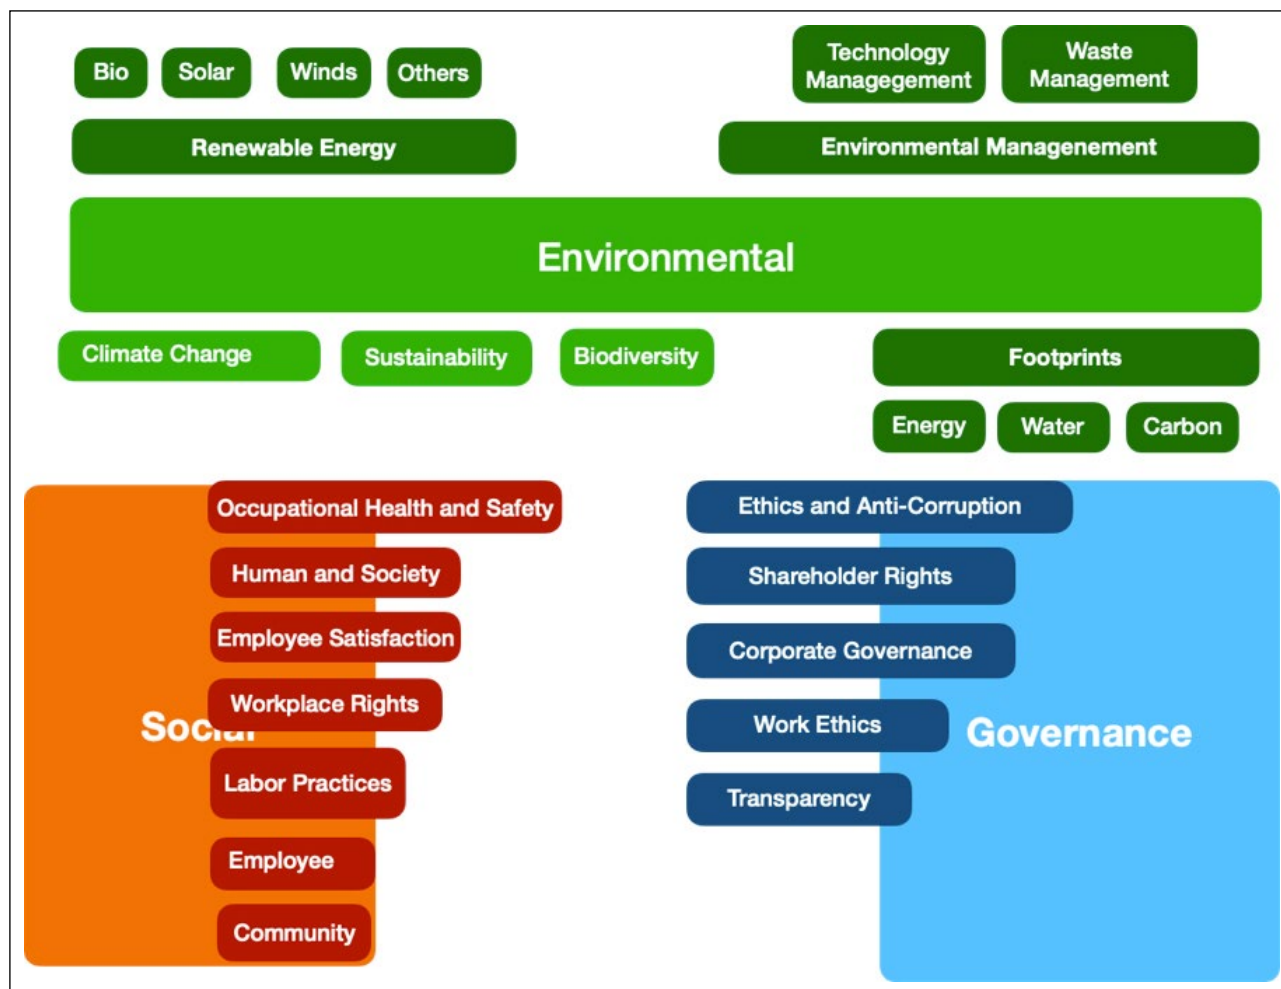 Bio
Solar
Winds
Others
Technology
Managegement
Waste
Management
Renewable Energy
Environmental Managenement
Environmental
Climate Change
Sustainability
Biodiversity
Footprints
Energy
Water
Carbon
Occupational Health and Safety
Human and Society
Employee Satisfaction
Workplace Rights
Social
Labor Practices
Employee
Community
Ethics and Anti-Corruption
Shareholder Rights
Corporate Governance
Work Ethics
Governance
Transparency